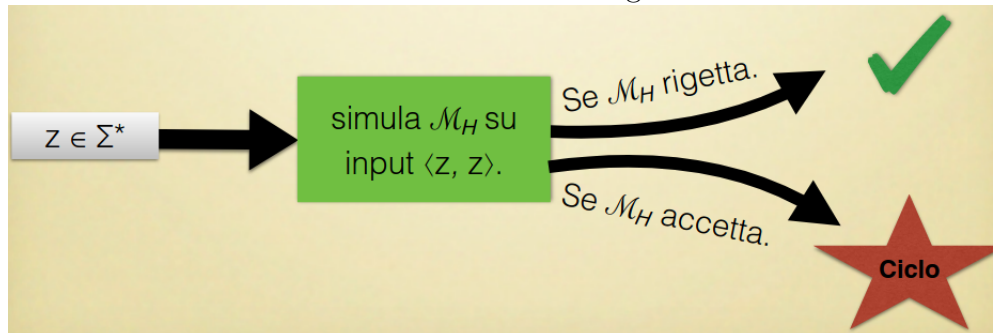 z ∈ Σ*
simula ℳH su
input ⟨z, z⟩.
Se ℳH rigetta.
Se ℳH accetta.
Ciclo